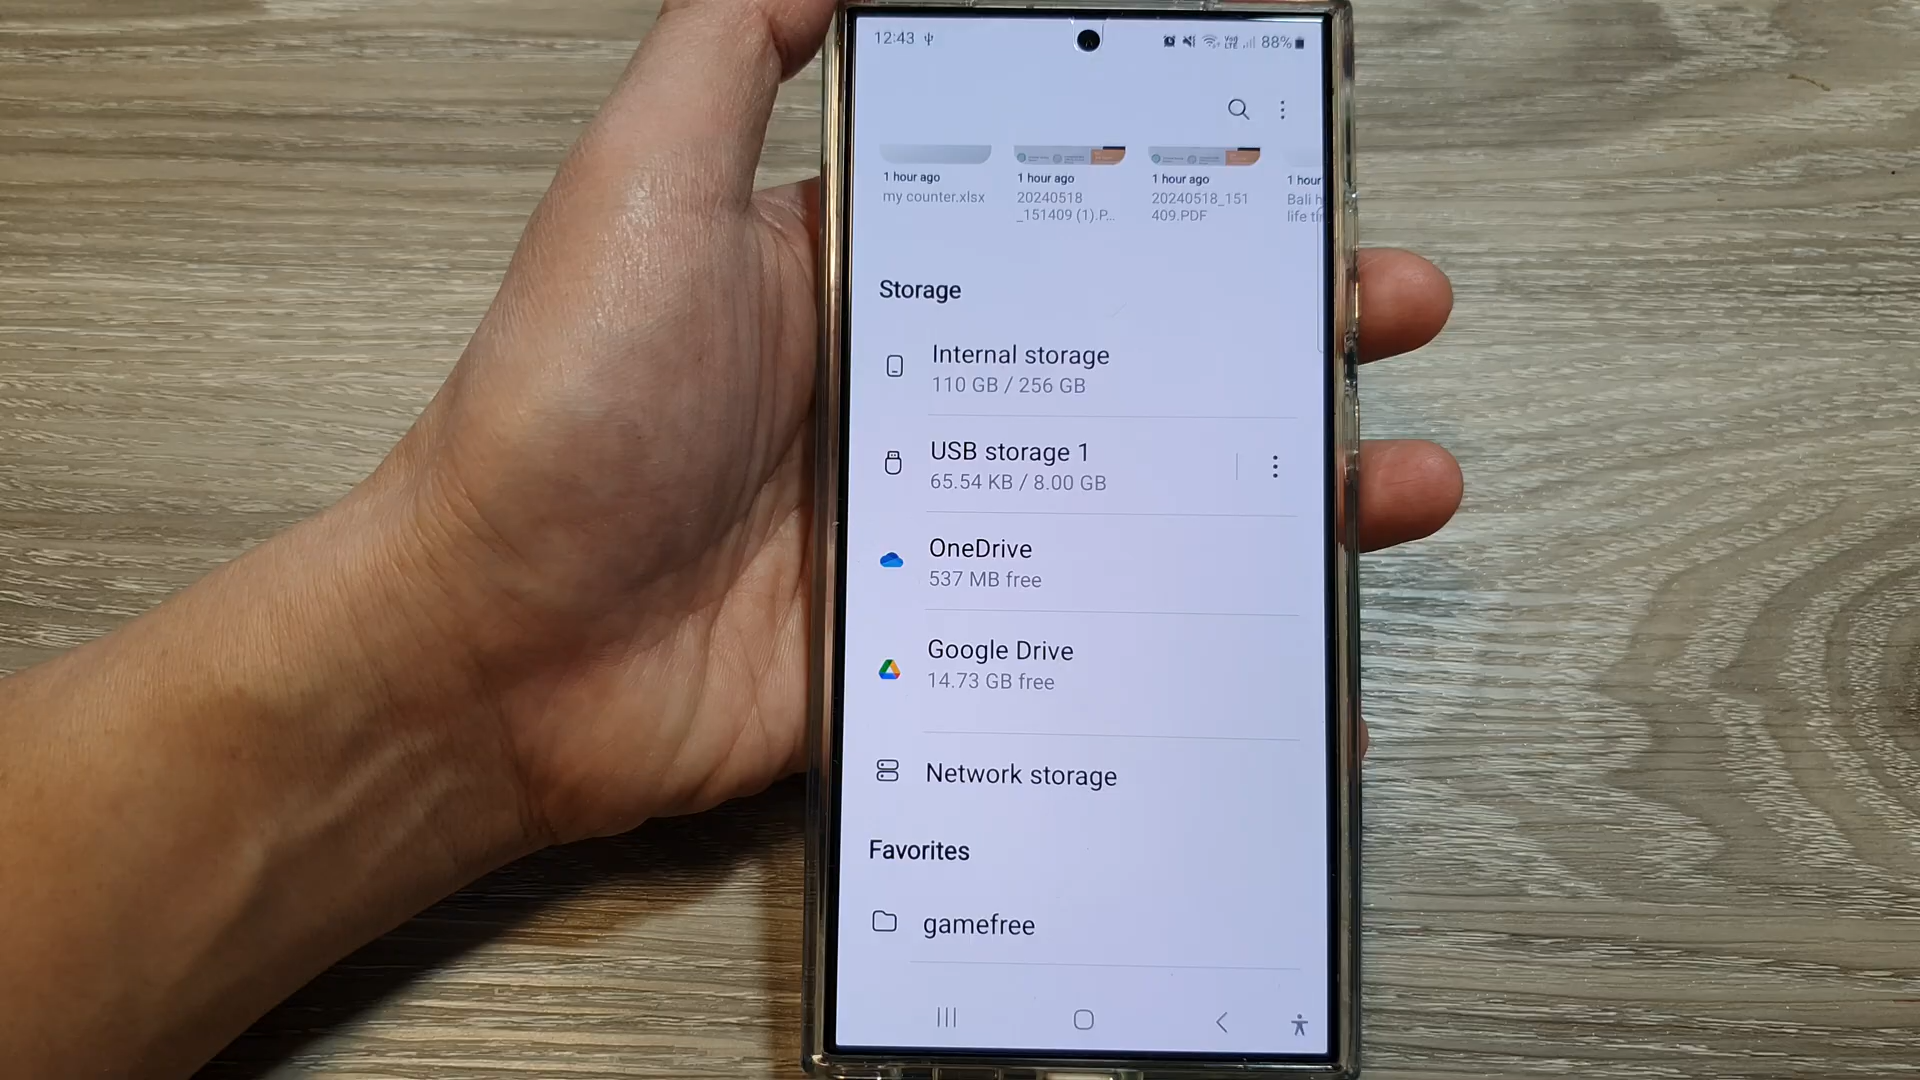 12:43
Vo) LTE 88%
1 hour ago
my counter.xlsx
1 hour ago
20240518
_151409 (1).P...
1 hour ago
20240518_151
409.PDF
1 hour
Bali h
life ti
Storage
Internal storage
110 GB / 256 GB
USB storage 1
65.54 KB / 8.00 GB
OneDrive
537 MB free
Google Drive
14.73 GB free
Network storage
Favorites
gamefree